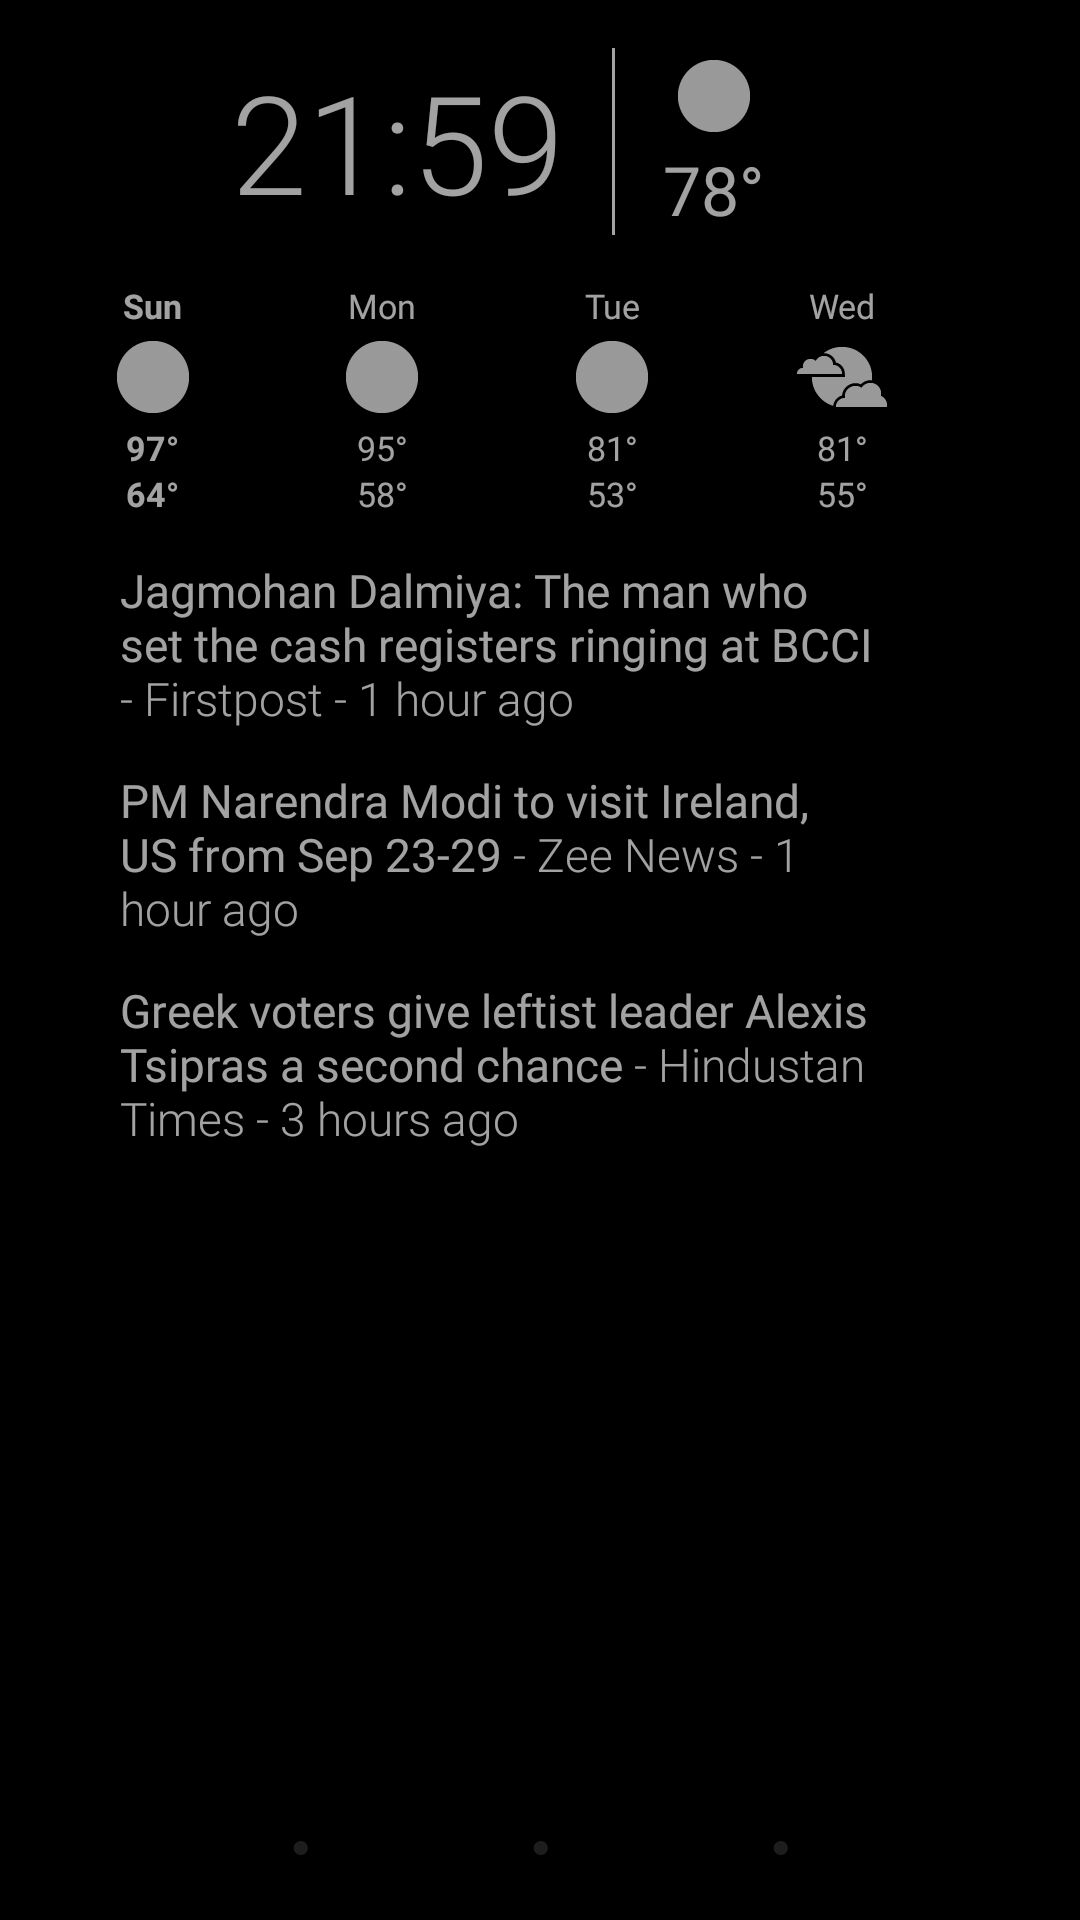 21:59
78°
Sun Mon Tue Wed
97° 95° 81° 81°
64° 58° 53° 55°
Jagmohan Dalmiya: The man who
set the cash registers ringing at BCCI
- Firstpost - 1 hour ago
PM Narendra Modi to visit Ireland,
US from Sep 23-29 - Zee News - 1
hour ago
Greek voters give leftist leader Alexis
Tsipras a second chance - Hindustan
Times - 3 hours ago